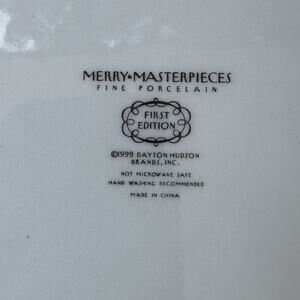 MERRY•MASTERPIECES
FINE PORCELAIN
FIRST
EDITION
©1999 DAYTON HUDSON
BRANDS, INC.
NOT MICROWAVE SAFE
HAND WASHING RECOMMENDED
MADE IN CHINA